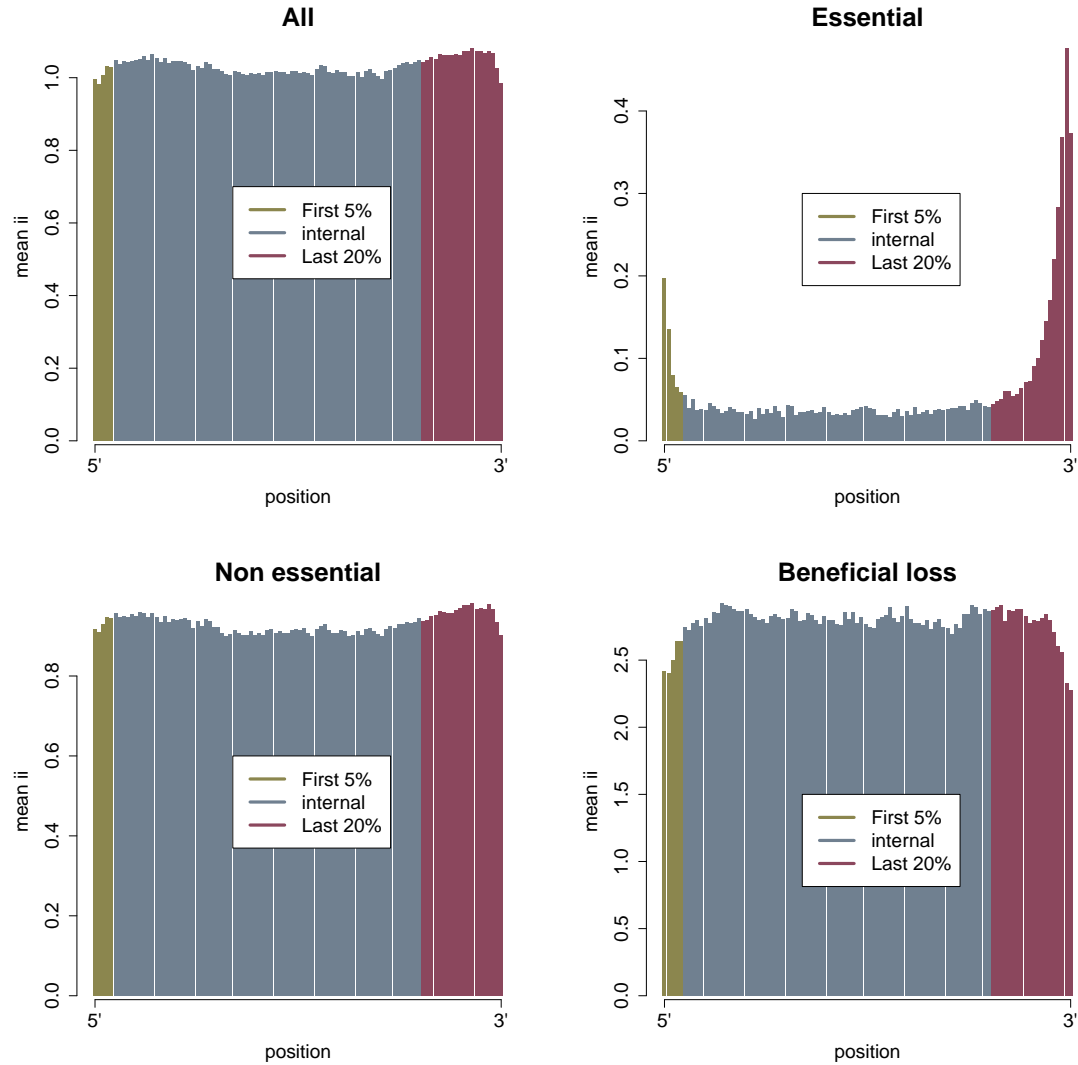 All
mean ii
0.0
0.2
0.4
0.6
0.8
1.0
First 5%
internal
Last 20%
5'
3'
position
Essential
mean ii
0.0
0.1
0.2
0.3
0.4
First 5%
internal
Last 20%
5'
3'
position
Non essential
mean ii
0.0
0.2
0.4
0.6
0.8
First 5%
internal
Last 20%
5'
3'
position
Beneficial loss
mean ii
0.0
0.5
1.0
1.5
2.0
2.5
First 5%
internal
Last 20%
5'
3'
position